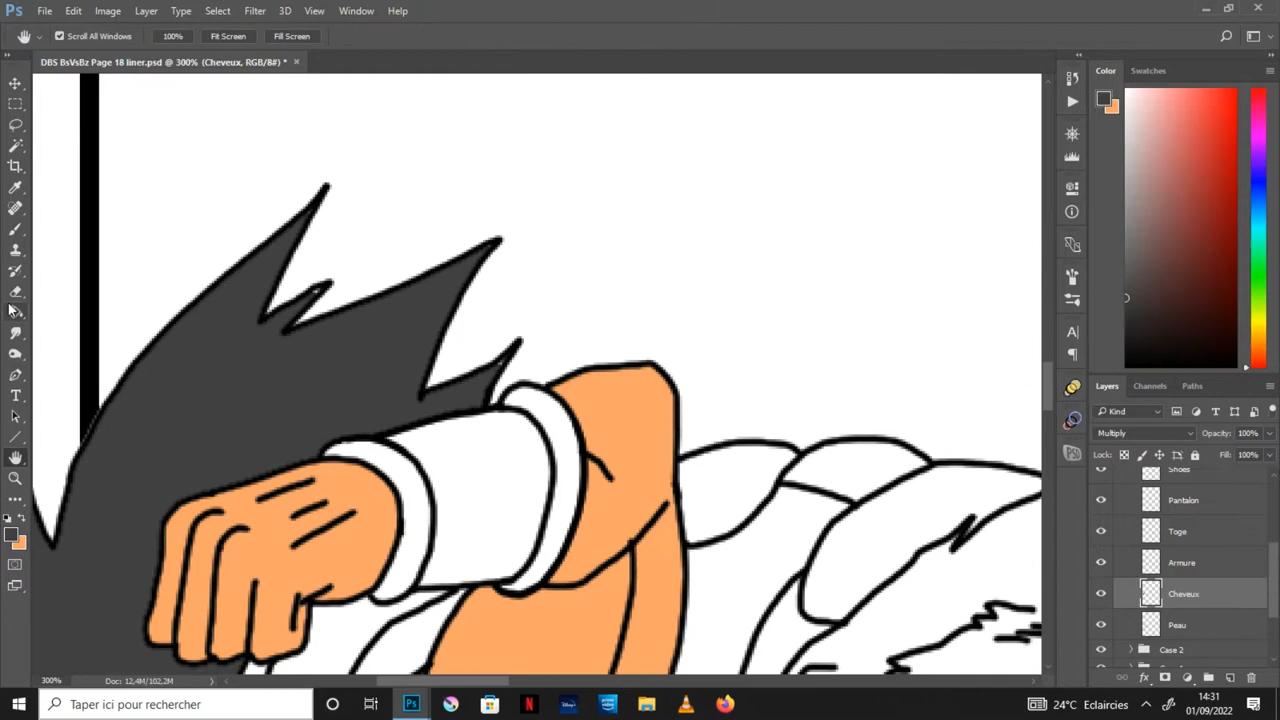 Ps File Edit Image Layer Type Select Filter 3D View Window Help
Scroll All Windows 100% Fit Screen Fill Screen
DBS BsVsBz Page 18 liner.psd @ 300% (Cheveux, RGB/8#) *
Color Swatches
Layers Channels Paths
Kind
Multiply Opacity: 100%
Lock: Fill: 100%
Shoes
Pantalon
Toge
Armure
Cheveux
Peau
Case 2
300% Doc: 12,4M/102,2M
Taper ici pour rechercher
24°C Eclaircies
14:31
01/09/2022